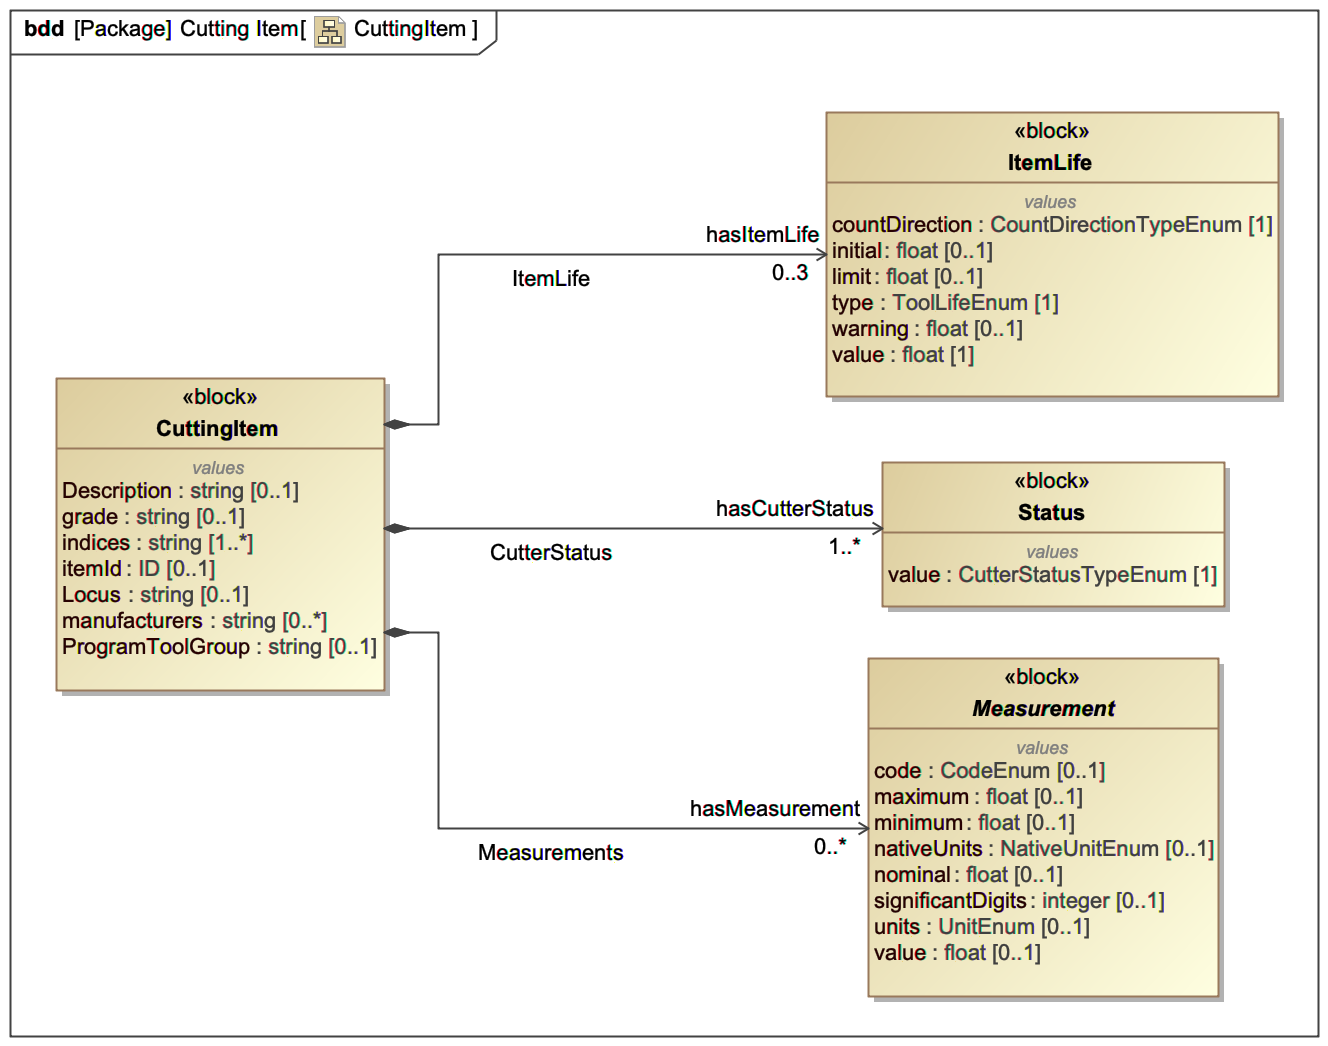 bdd [Package] Cutting Item[ CuttingItem ]
«block»
ItemLife
values
countDirection : CountDirectionTypeEnum [1]
initial : float [0..1]
limit : float [0..1]
type : ToolLifeEnum [1]
warning : float [0..1]
value : float [1]
hasItemLife
0..3
ItemLife
«block»
CuttingItem
values
Description : string [0..1]
grade : string [0..1]
indices : string [1..*]
itemId : ID [0..1]
Locus : string [0..1]
manufacturers : string [0..*]
ProgramToolGroup : string [0..1]
hasCutterStatus
1..*
CutterStatus
«block»
Status
values
value : CutterStatusTypeEnum [1]
hasMeasurement
0..*
Measurements
«block»
Measurement
values
code : CodeEnum [0..1]
maximum : float [0..1]
minimum : float [0..1]
nativeUnits : NativeUnitEnum [0..1]
nominal : float [0..1]
significantDigits : integer [0..1]
units : UnitEnum [0..1]
value : float [0..1]